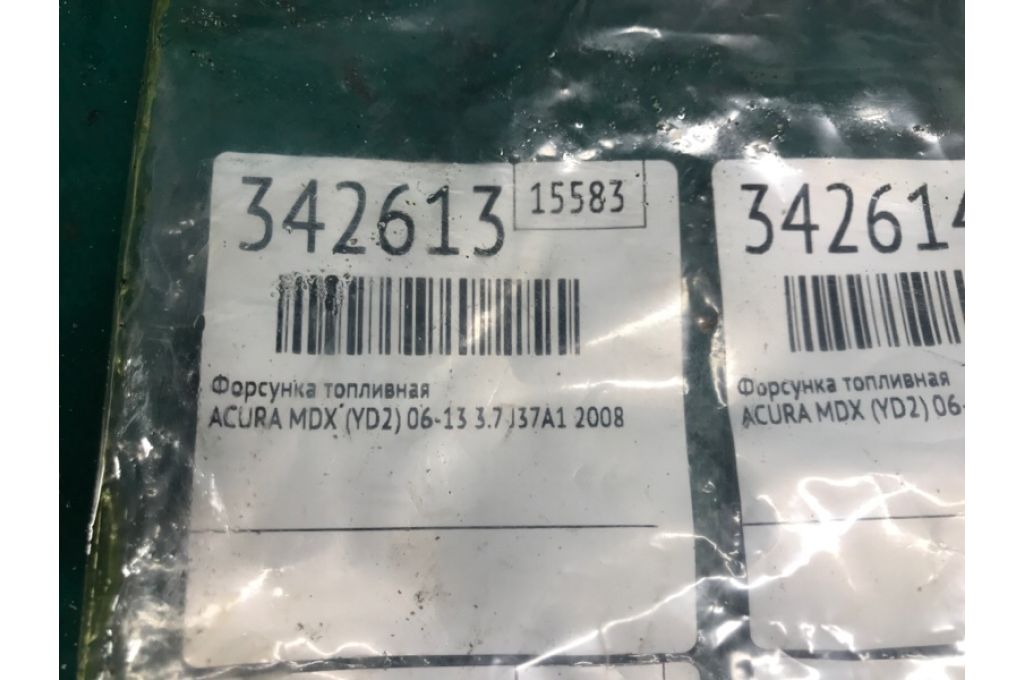 342613 15583
Форсунка топливная
ACURA MDX (YD2) 06-13 3.7 J37A1 2008
342614
Форсунка топливная
ACURA MDX (YD2) 06-